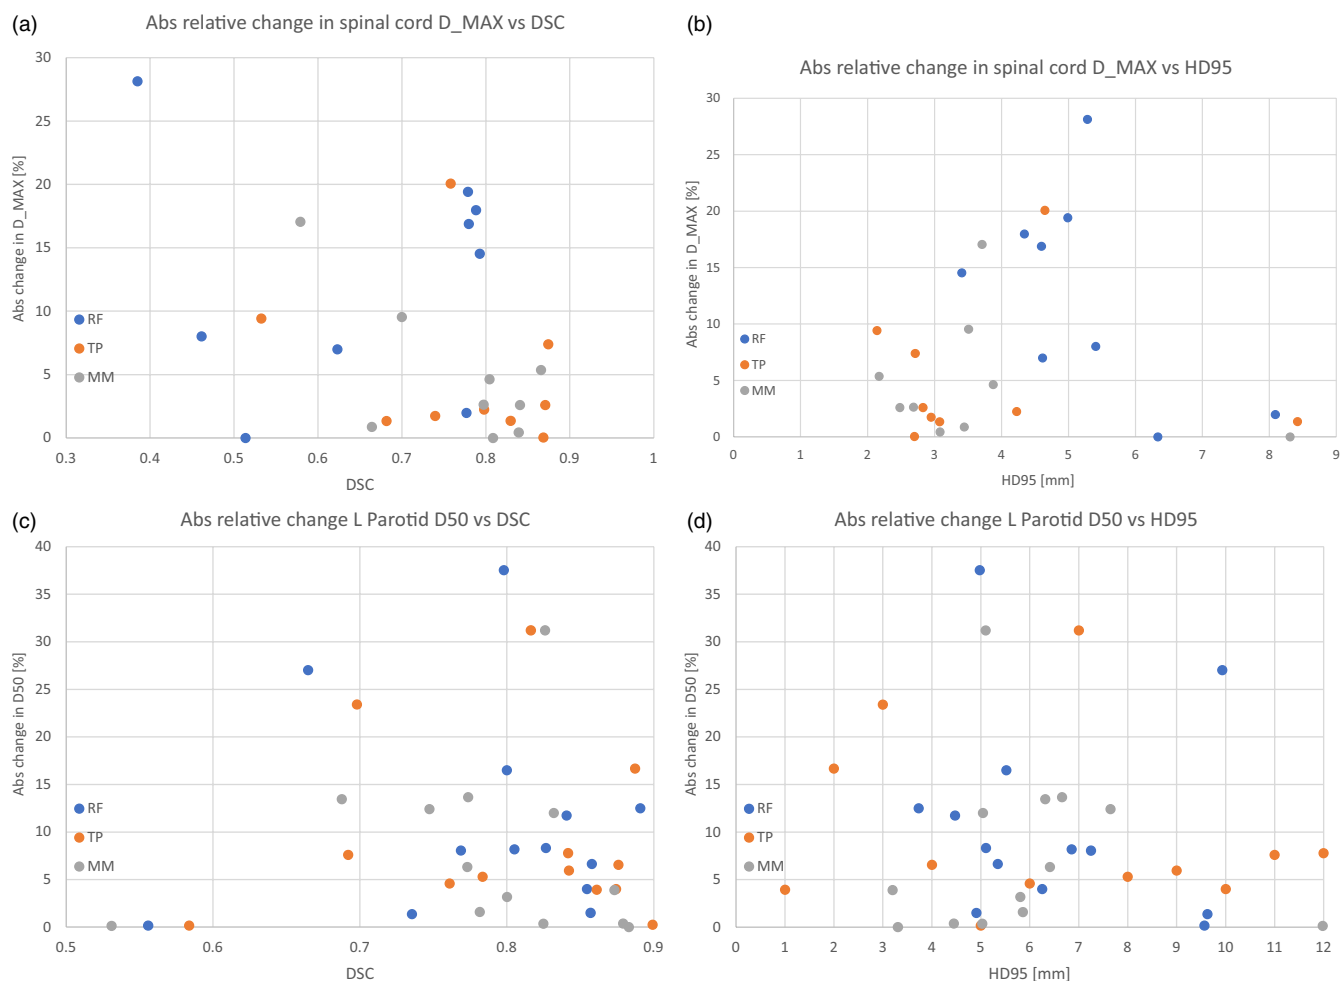 (a)
Abs relative change in spinal cord D_MAX vs DSC
30
25
20
15
10
5
0
Abs change in D_MAX [%]
RF
TP
MM
0.3 0.4 0.5 0.6 0.7 0.8 0.9 1
DSC
(b)
Abs relative change in spinal cord D_MAX vs HD95
30
25
20
15
10
5
0
Abs change in D_MAX [%]
RF
TP
MM
0 1 2 3 4 5 6 7 8 9
HD95 [mm]
(c)
Abs relative change L Parotid D50 vs DSC
40
35
30
25
20
15
10
5
0
Abs change in D50 [%]
RF
TP
MM
0.5 0.6 0.7 0.8 0.9
DSC
(d)
Abs relative change L Parotid D50 vs HD95
40
35
30
25
20
15
10
5
0
Abs change in D50 [%]
RF
TP
MM
0 1 2 3 4 5 6 7 8 9 10 11 12
HD95 [mm]